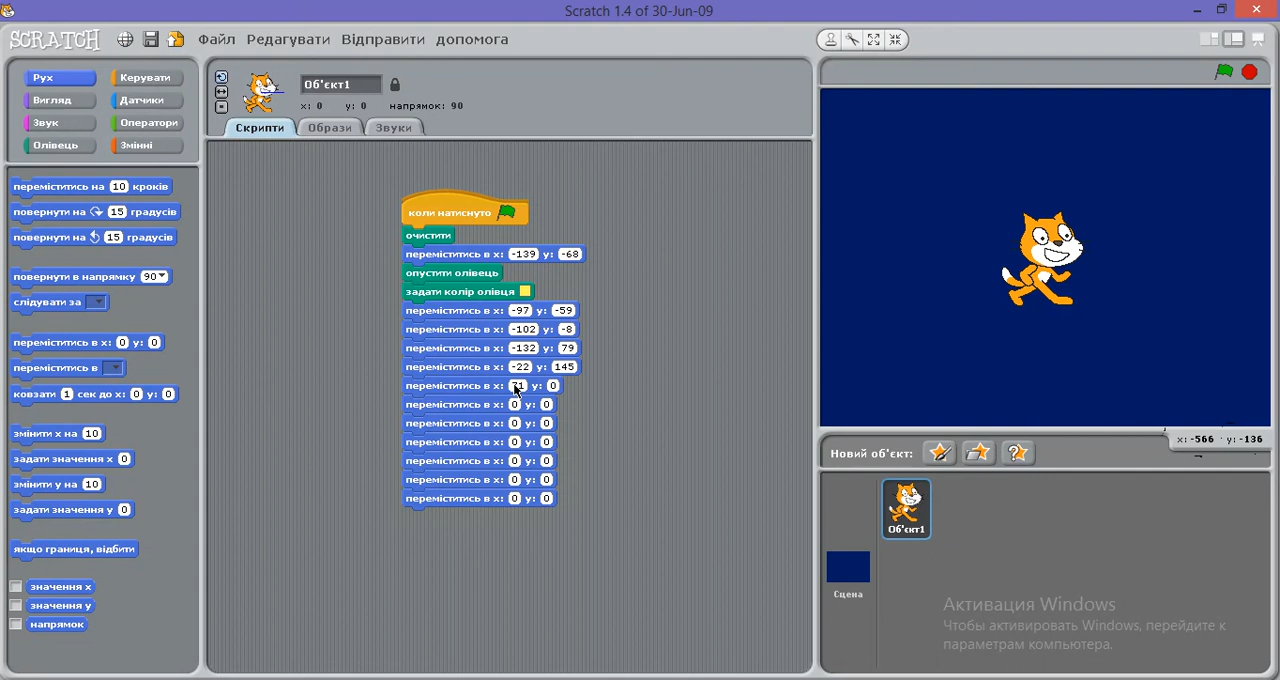 Scratch 1.4 of 30-Jun-09
SCRATCH Файл Редагувати Відправити допомога
Рух Керувати
Вигляд Датчики
Звук Оператори
Олівець Змінні
Об'єкт1
x: 0 y: 0 напрямок: 90
Скрипти Образи Звуки
переміститись на 10 кроків
повернути на 15 градусів
повернути на 15 градусів
повернути в напрямку 90
слідувати за
переміститись в x: 0 y: 0
переміститись в
ковзати 1 сек до x: 0 y: 0
змінити x на 10
задати значення x 0
змінити y на 10
задати значення y 0
якщо границя, відбити
значення x
значення y
напрямок
коли натиснуто
очистити
переміститись в x: -139 y: -68
опустити олівець
задати колір олівця
переміститись в x: -97 y: -59
переміститись в x: -102 y: -8
переміститись в x: -132 y: 79
переміститись в x: -22 y: 145
переміститись в x: 71 y: 0
переміститись в x: 0 y: 0
переміститись в x: 0 y: 0
переміститись в x: 0 y: 0
переміститись в x: 0 y: 0
переміститись в x: 0 y: 0
переміститись в x: 0 y: 0
x: -566 y: -136
Новий об'єкт:
Об'єкт1
Сцена
Активация Windows
Чтобы активировать Windows, перейдите к
параметрам компьютера.